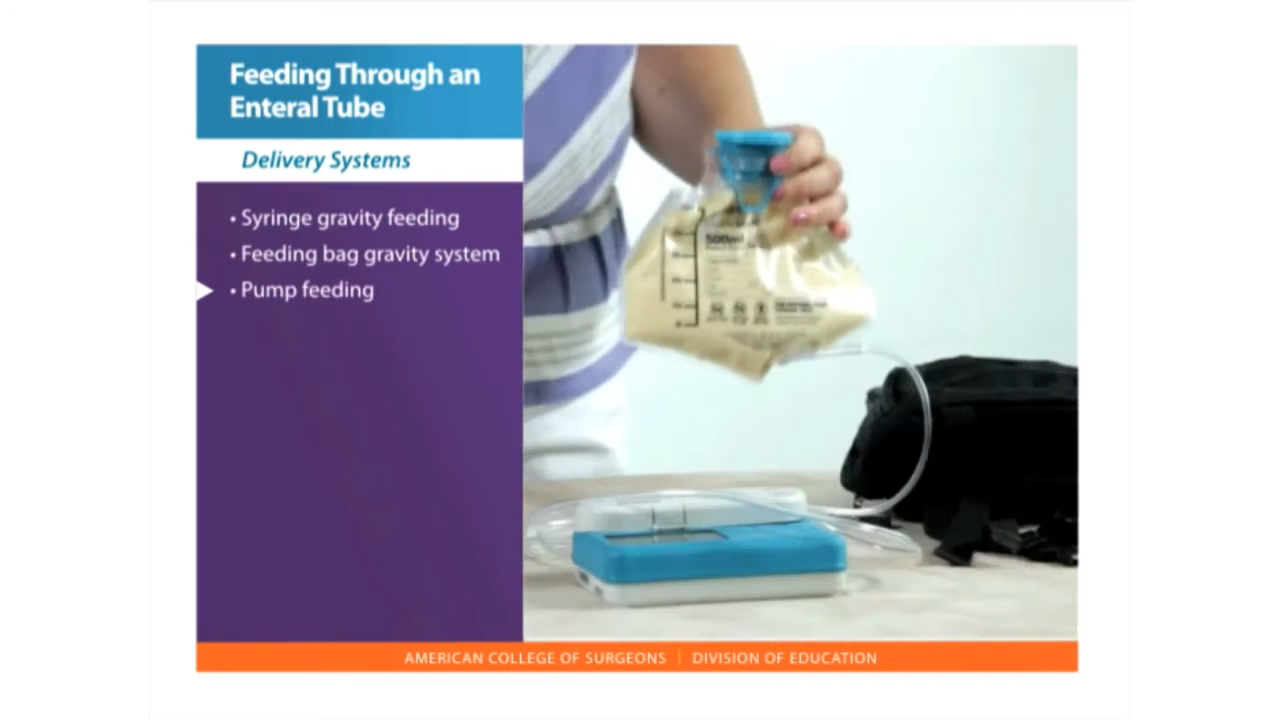 Feeding Through an
Enteral Tube
Delivery Systems
• Syringe gravity feeding
• Feeding bag gravity system
• Pump feeding
500ml
AMERICAN COLLEGE OF SURGEONS | DIVISION OF EDUCATION